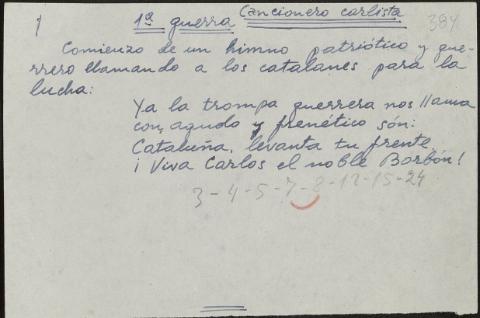 1
1ª guerra Cancionero carlista
384
Comienzo de un himno patriótico y gue-
rrero llamando a los catalanes para la
lucha:
Ya la trompa guerrera nos llama
con agudo y frenético són:
Cataluña, levanta tu frente
¡Viva Carlos el noble Borbón!
3-4-5-7-8-12-15-24